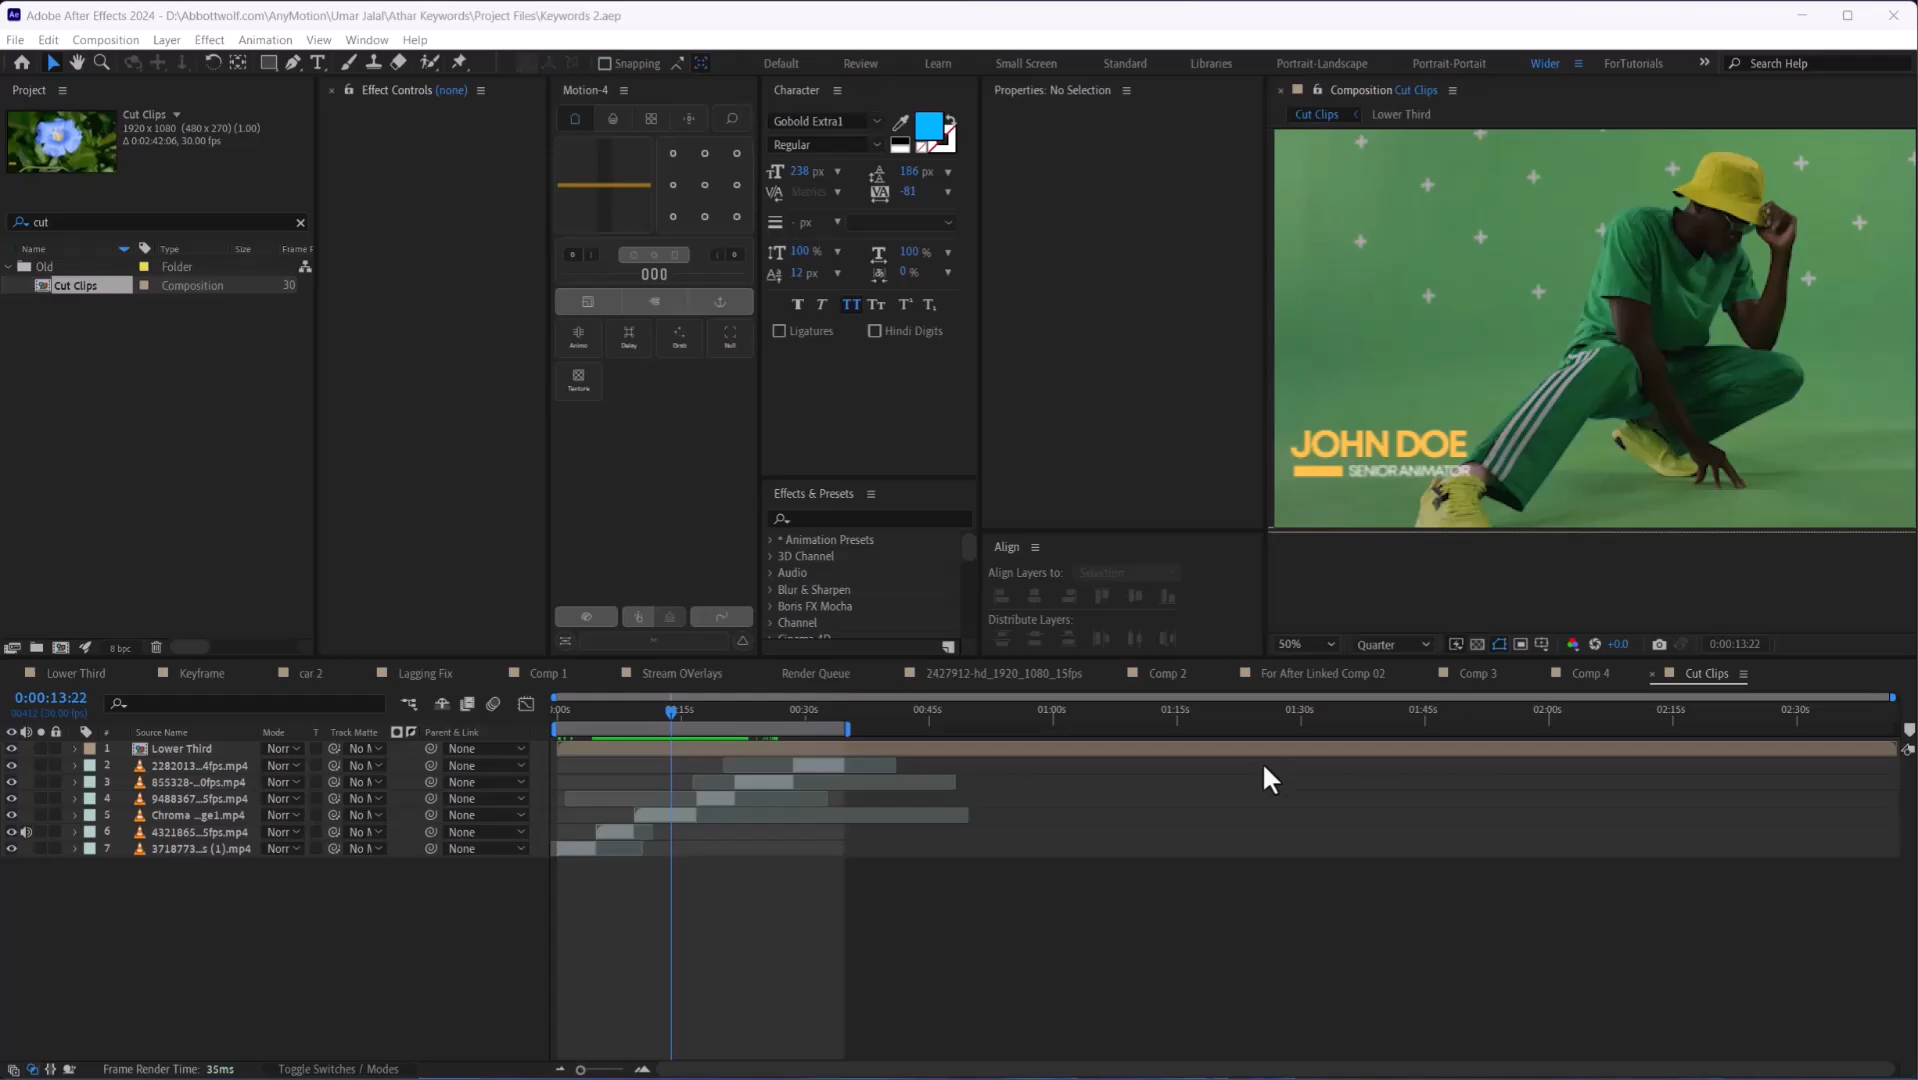 Adobe After Effects 2024 - D:\Abbottwolf.com\AnyMotion\Umar Jalal\Athar Keywords\Project Files\Keywords 2.aep
File Edit Composition Layer Effect Animation View Window Help
Snapping
Default Review Learn Small Screen Standard Libraries Portrait-Landscape Portrait-Portait Wider ForTutorials
Search Help
Project
Effect Controls (none)
Motion-4
Character
Properties: No Selection
Composition Cut Clips
Cut Clips Lower Third
Cut Clips
1920 x 1080 (480 x 270) (1.00)
Δ 0:02:42:06, 30.00 fps
cut
Name Type Size Frame R
Old Folder
Cut Clips Composition 30
8 bpc
000
Animo Delay Grab Null
Texture
Gobold Extra1
Regular
238 px 186 px
Metrics -81
- px
100 % 100 %
12 px 0 %
Ligatures Hindi Digits
Effects & Presets
* Animation Presets
3D Channel
Audio
Blur & Sharpen
Boris FX Mocha
Channel
Cinema 4D
Align
Align Layers to: Selection
Distribute Layers:
JOHN DOE
SENIOR ANIMATOR
50% Quarter +0.0 0:00:13:22
Lower Third Keyframe car 2 Lagging Fix Comp 1 Stream OVerlays Render Queue 2427912-hd_1920_1080_15fps Comp 2 For After Linked Comp 02 Comp 3 Comp 4 Cut Clips
0:00:13:22
00412 (30.00 fps)
:00s 00:15s 00:30s 00:45s 01:00s 01:15s 01:30s 01:45s 02:00s 02:15s 02:30s
# Source Name Mode T Track Matte Parent & Link
1 Lower Third Norr No M None
2 2282013...4fps.mp4 Norr No M None
3 855328-...0fps.mp4 Norr No M None
4 9488367...5fps.mp4 Norr No M None
5 Chroma ...ge1.mp4 Norr No M None
6 4321865...5fps.mp4 Norr No M None
7 3718773...s (1).mp4 Norr No M None
Frame Render Time: 35ms
Toggle Switches / Modes